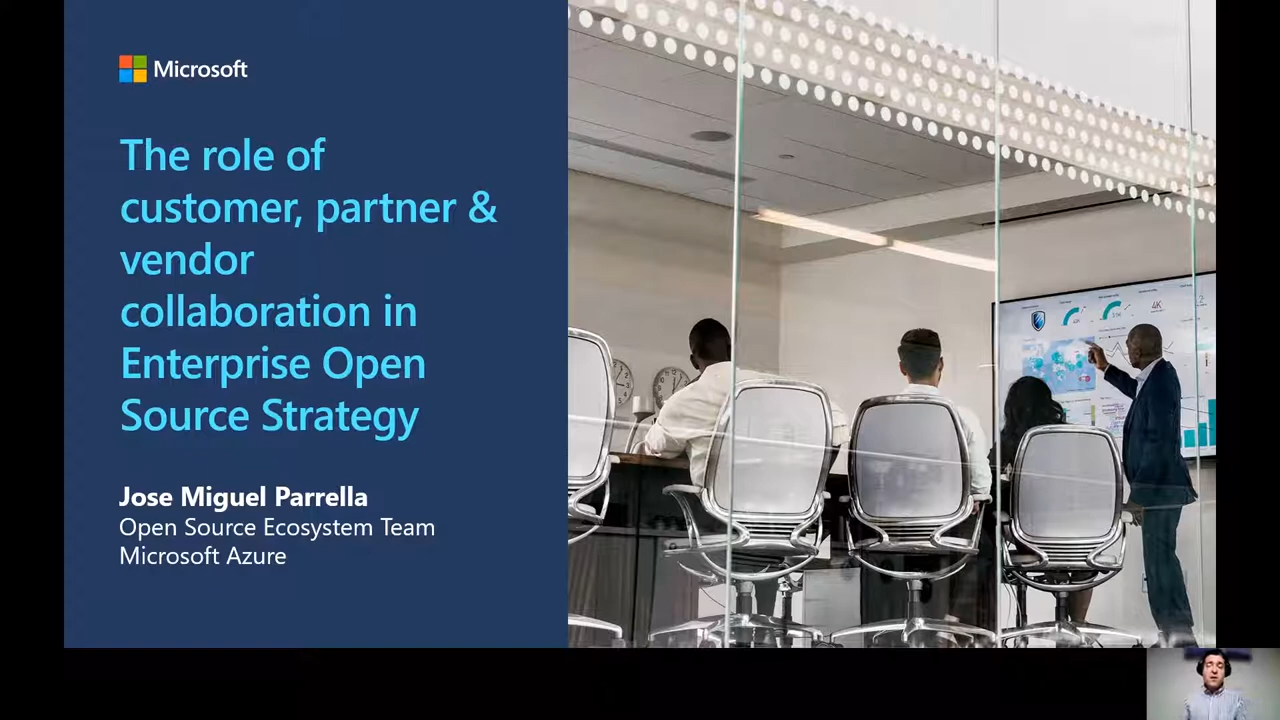 Microsoft
The role of
customer, partner &
vendor
collaboration in
Enterprise Open
Source Strategy
Jose Miguel Parrella
Open Source Ecosystem Team
Microsoft Azure
4K